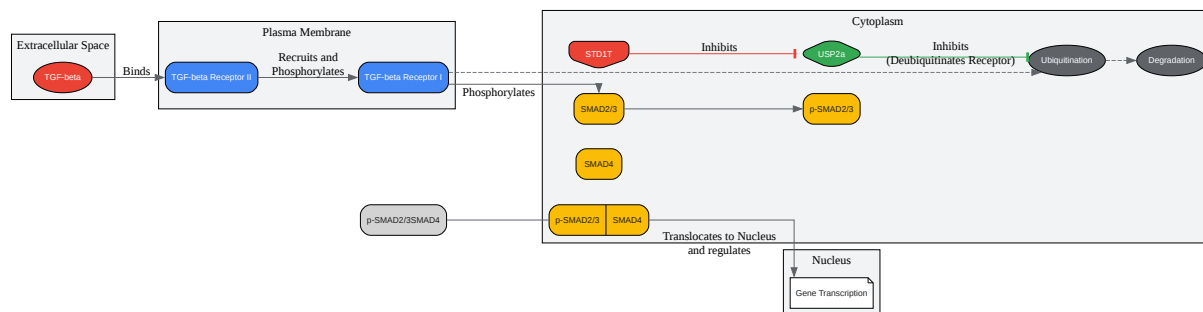 Cytoplasm
Plasma Membrane
Extracellular Space
STD1T
Inhibits
USP2a
Inhibits
(Deubiquitinates Receptor)
Ubiquitination
Degradation
TGF-beta
Binds
TGF-beta Receptor II
Recruits and
Phosphorylates
TGF-beta Receptor I
Phosphorylates
SMAD2/3
p-SMAD2/3
SMAD4
p-SMAD2/3SMAD4
p-SMAD2/3
SMAD4
Translocates to Nucleus
and regulates
Nucleus
Gene Transcription